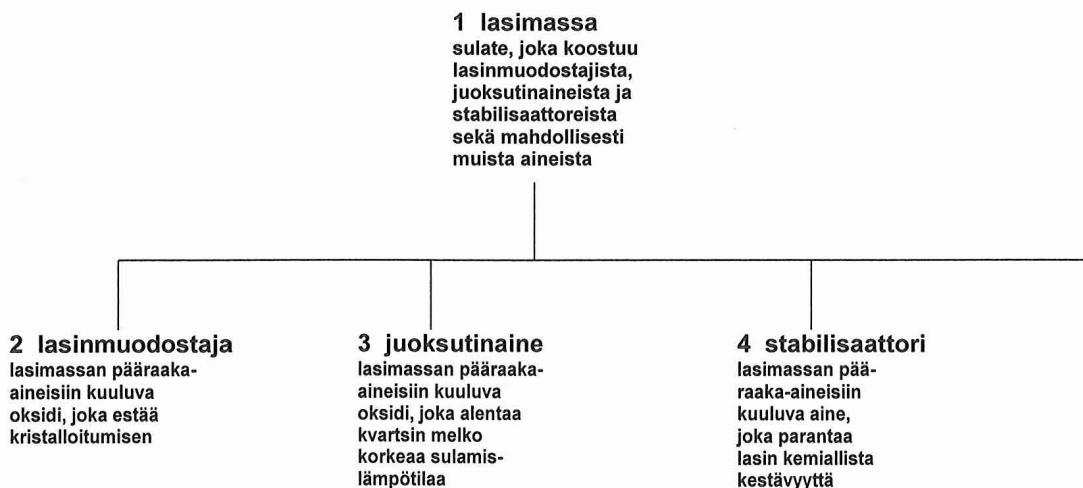 1 lasimassa
sulate, joka koostuu
lasinmuodostajista,
juoksutinaineista ja
stabilisaattoreista
sekä mahdollisesti
muista aineista
2 lasinmuodostaja
lasimassan pääraaka-
aineisiin kuuluva
oksidi, joka estää
kristalloitumisen
3 juoksutinaine
lasimassan pääraaka-
aineisiin kuuluva
oksidi, joka alentaa
kvartsin melko
korkeaa sulamis-
lämpötilaa
4 stabilisaattori
lasimassan pää-
raaka-aineisiin
kuuluva aine,
joka parantaa
lasin kemiallista
kestävyyttä